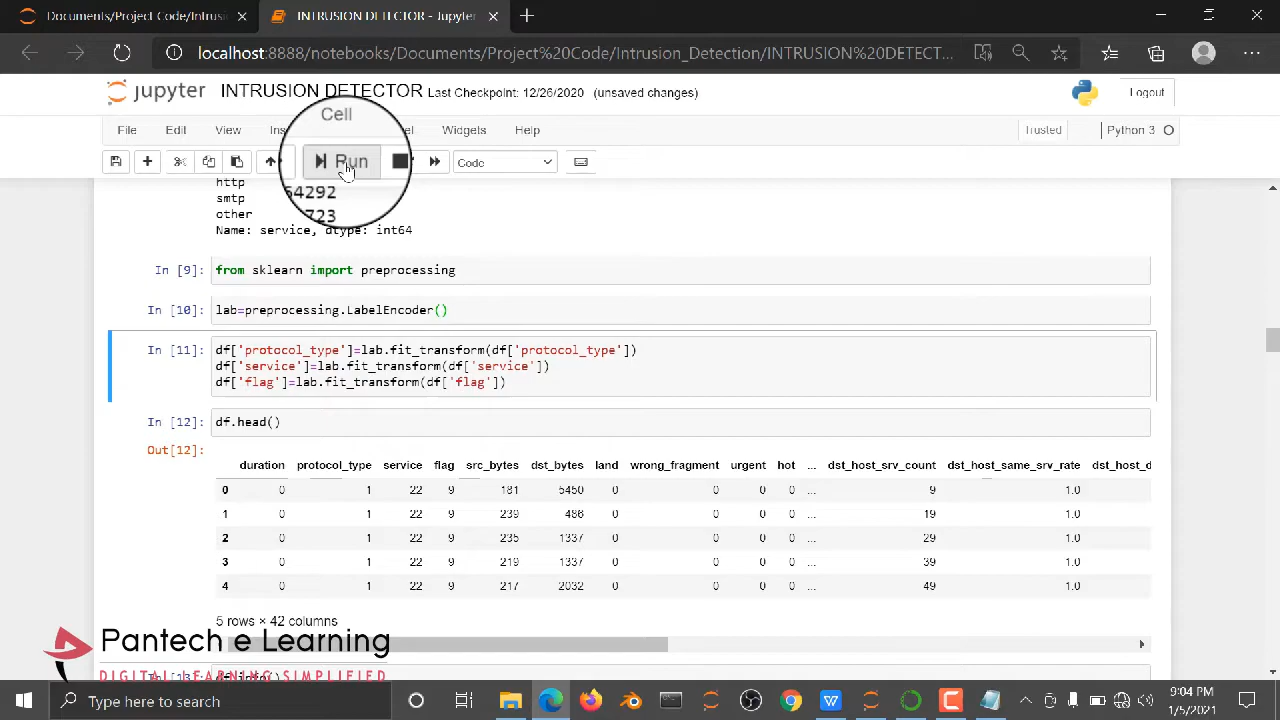 Documents/Project Code/Intrusi
INTRUSION DETECTOR - Jupyter
localhost:8888/notebooks/Documents/Project%20Code/Intrusion_Detection/INTRUSION%20DETECT...
jupyter INTRUSION DETECTOR Last Checkpoint: 12/26/2020 (unsaved changes)
Logout
File Edit View Ins Cell el Widgets Help
Trusted Python 3
Run
Code
http 64292
smtp
other 723
Name: service, dtype: int64
In [9]: from sklearn import preprocessing
In [10]: lab=preprocessing.LabelEncoder()
In [11]: df['protocol_type']=lab.fit_transform(df['protocol_type'])
df['service']=lab.fit_transform(df['service'])
df['flag']=lab.fit_transform(df['flag'])
In [12]: df.head()
Out[12]:
duration protocol_type service flag src_bytes dst_bytes land wrong_fragment urgent hot ... dst_host_srv_count dst_host_same_srv_rate dst_host_d
0 0 1 22 9 181 5450 0 0 0 0 ... 9 1.0
1 0 1 22 9 239 486 0 0 0 0 ... 19 1.0
2 0 1 22 9 235 1337 0 0 0 0 ... 29 1.0
3 0 1 22 9 219 1337 0 0 0 0 ... 39 1.0
4 0 1 22 9 217 2032 0 0 0 0 ... 49 1.0
5 rows × 42 columns
Pantech e Learning
DIGITAL LEARNING SIMPLIFIED
Type here to search
9:04 PM
1/5/2021